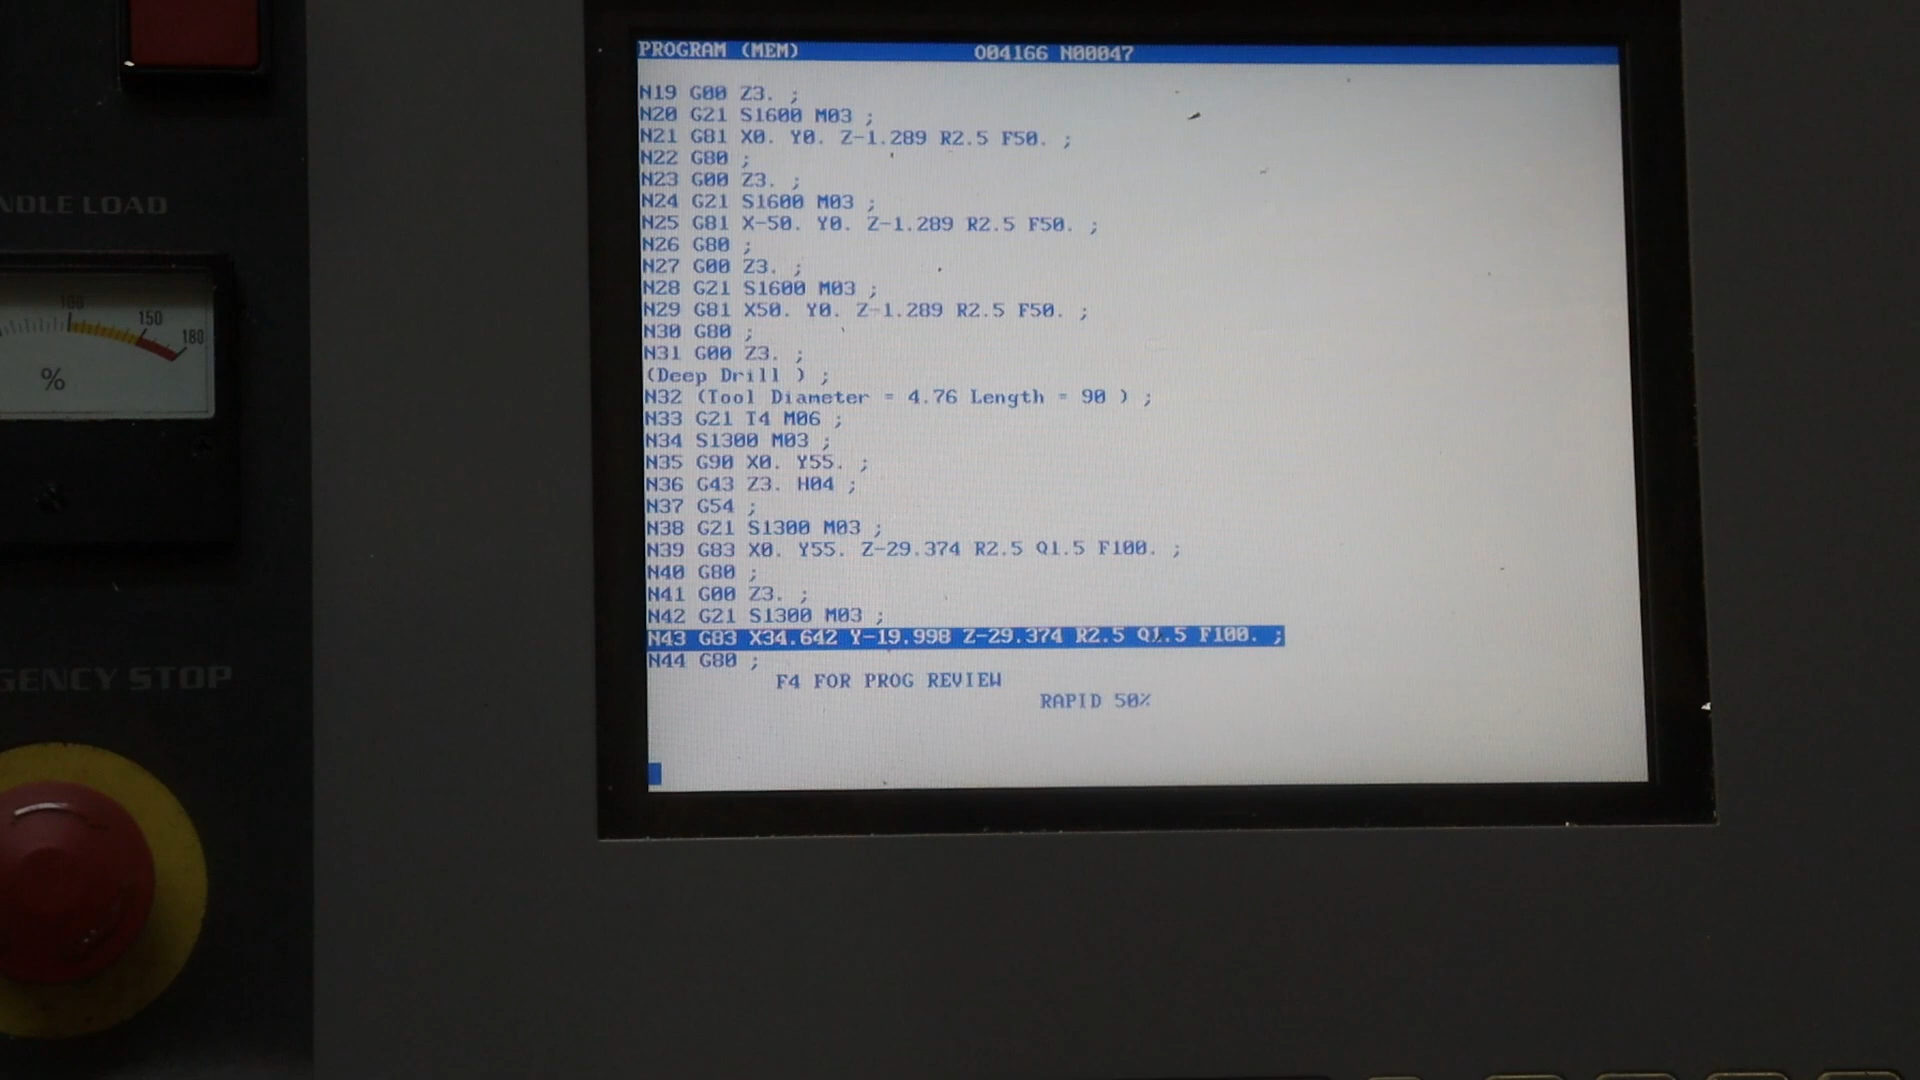 PROGRAM (MEM) O04166 N00047
N19 G00 Z3. ;
N20 G21 S1600 M03 ;
N21 G81 X0. Y0. Z-1.289 R2.5 F50. ;
N22 G80 ;
N23 G00 Z3. ;
N24 G21 S1600 M03 ;
N25 G81 X-50. Y0. Z-1.289 R2.5 F50. ;
N26 G80 ;
N27 G00 Z3. ;
N28 G21 S1600 M03 ;
N29 G81 X50. Y0. Z-1.289 R2.5 F50. ;
N30 G80 ;
N31 G00 Z3. ;
(Deep Drill ) ;
N32 (Tool Diameter = 4.76 Length = 90 ) ;
N33 G21 T4 M06 ;
N34 S1300 M03 ;
N35 G90 X0. Y55. ;
N36 G43 Z3. H04 ;
N37 G54 ;
N38 G21 S1300 M03 ;
N39 G83 X0. Y55. Z-29.374 R2.5 Q1.5 F100. ;
N40 G80 ;
N41 G00 Z3. ;
N42 G21 S1300 M03 ;
N43 G83 X34.642 Y-19.998 Z-29.374 R2.5 Q1.5 F100. ;
N44 G80 ;
F4 FOR PROG REVIEW
RAPID 50%
NDLE LOAD
100 150 180
%
GENCY STOP